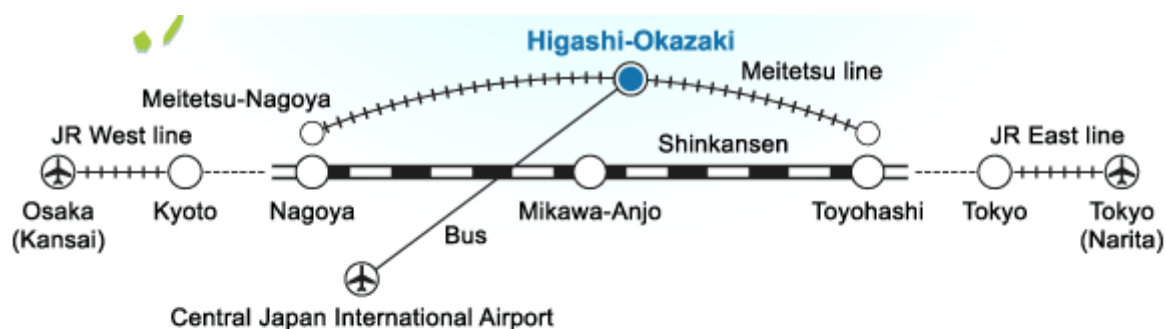 Higashi-Okazaki
Meitetsu line
Meitetsu-Nagoya
JR West line
Shinkansen
JR East line
Osaka
(Kansai)
Kyoto
Nagoya
Mikawa-Anjo
Toyohashi
Tokyo
Tokyo
(Narita)
Bus
Central Japan International Airport